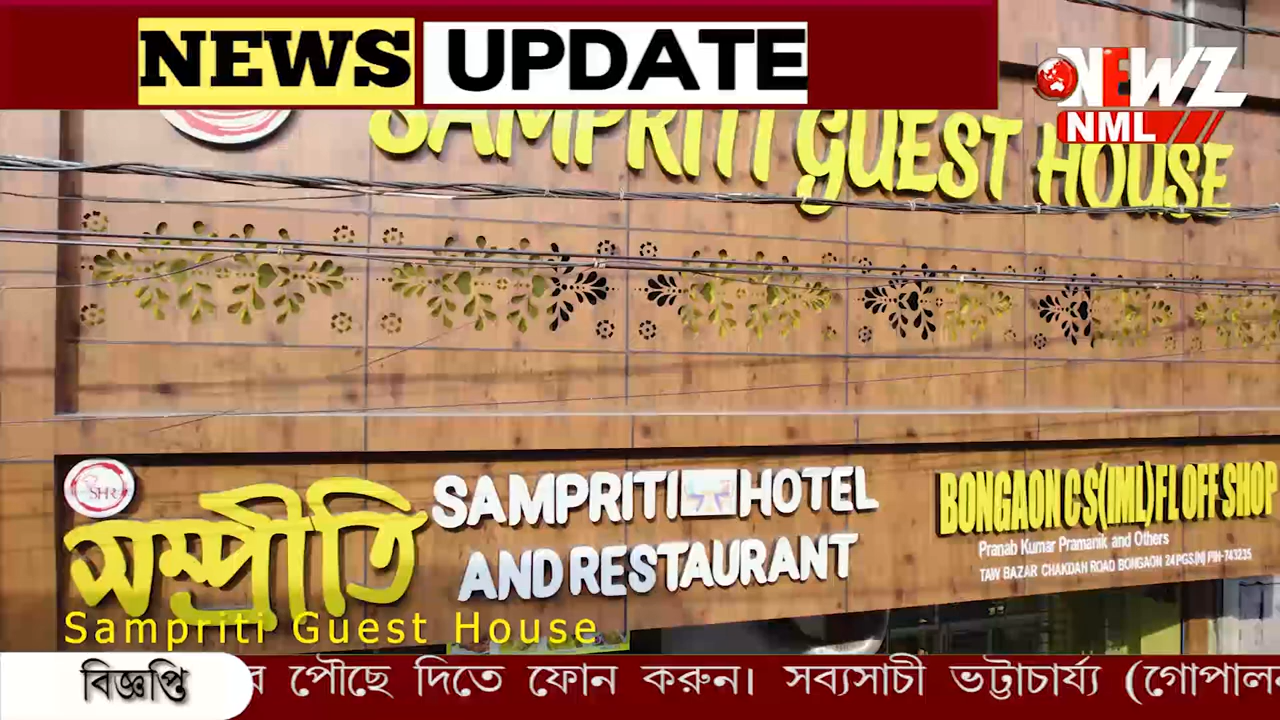 NEWS UPDATE
NEWZ
NML
SAMPRITI GUEST HOUSE
SHR
সম্প্রীতি
SAMPRITI HOTEL
AND RESTAURANT
BONGAON C S(IML) FL OFF SHOP
Pranab Kumar Pramanik and Others
TAW BAZAR CHAKDAH ROAD BONGAON 24 PGS.(N) PIN-743235
Sampriti Guest House
বিজ্ঞপ্তি
র পৌছে দিতে ফোন করুন। সব্যসাচী ভট্টাচার্য্য (গোপাল